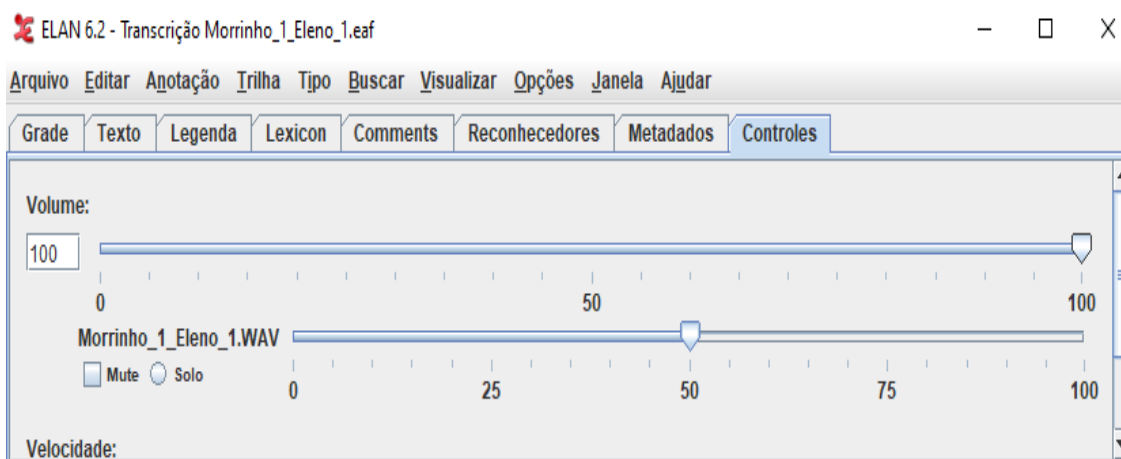 ELAN 6.2 - Transcrição Morrinho_1_Eleno_1.eaf
Arquivo Editar Anotação Trilha Tipo Buscar Visualizar Opções Janela Ajudar
Grade Texto Legenda Lexicon Comments Reconhecedores Metadados Controles
Volume:
100
0 50 100
Morrinho_1_Eleno_1.WAV
Mute Solo
0 25 50 75 100
Velocidade: